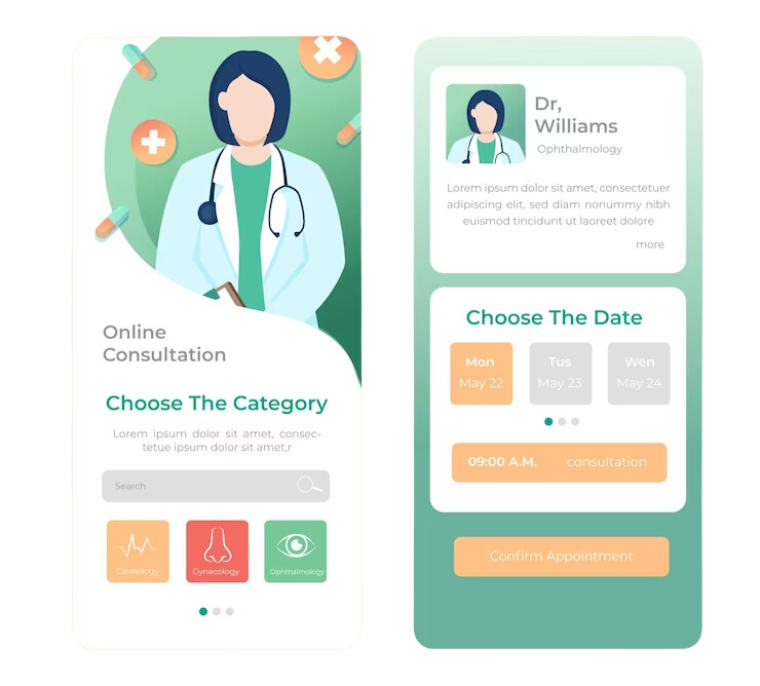 Online
Consultation
Choose The Category
Lorem ipsum dolor sit amet, consec-
tetue ipsum dolor sit amet,r
Search
Cardiology
Gynecology
Ophthalmology
Dr,
Williams
Ophthalmology
Lorem ipsum dolor sit amet, consectetuer
adipiscing elit, sed diam nonummy nibh
euismod tincidunt ut laoreet dolore
more
Choose The Date
Mon
May 22
Tus
May 23
Wen
May 24
09:00 A.M. consultation
Confirm Appointment